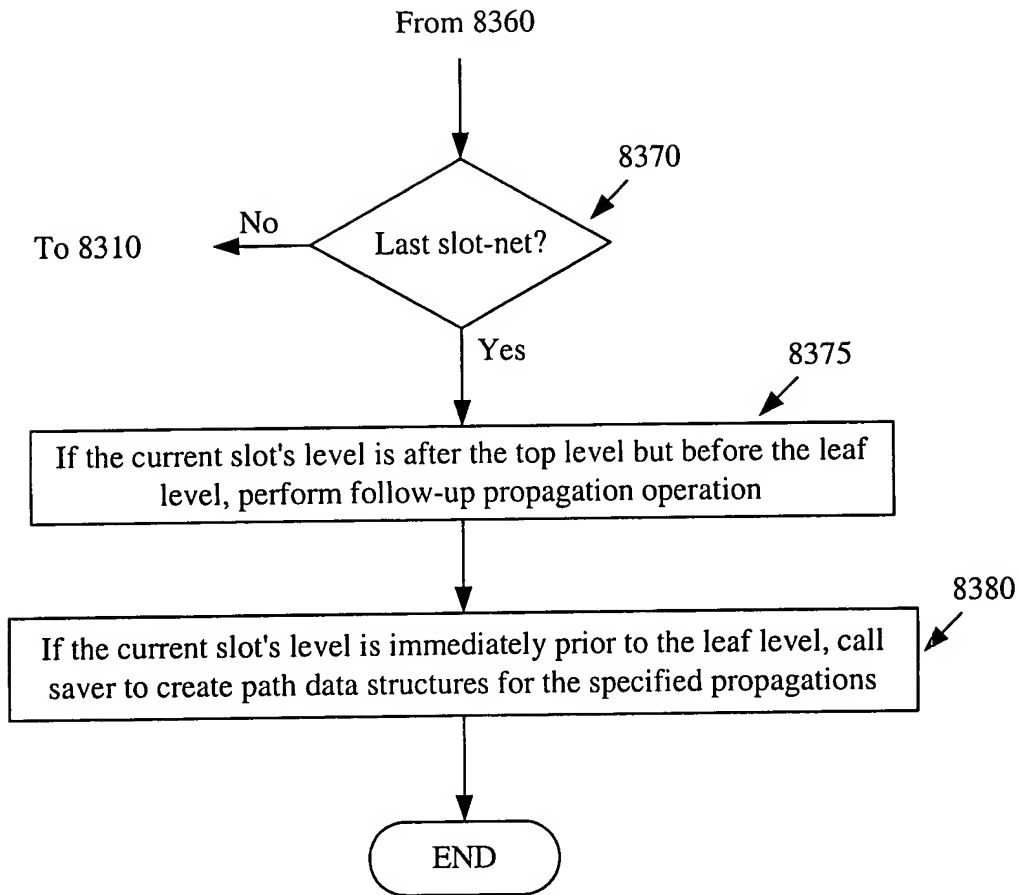 From 8360
8370
No
To 8310
Last slot-net?
Yes
8375
If the current slot's level is after the top level but before the leaf
level, perform follow-up propagation operation
8380
If the current slot's level is immediately prior to the leaf level, call
saver to create path data structures for the specified propagations
END